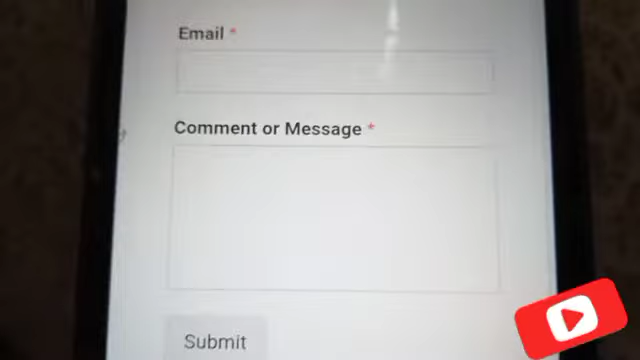 Email *
Comment or Message *
Submit